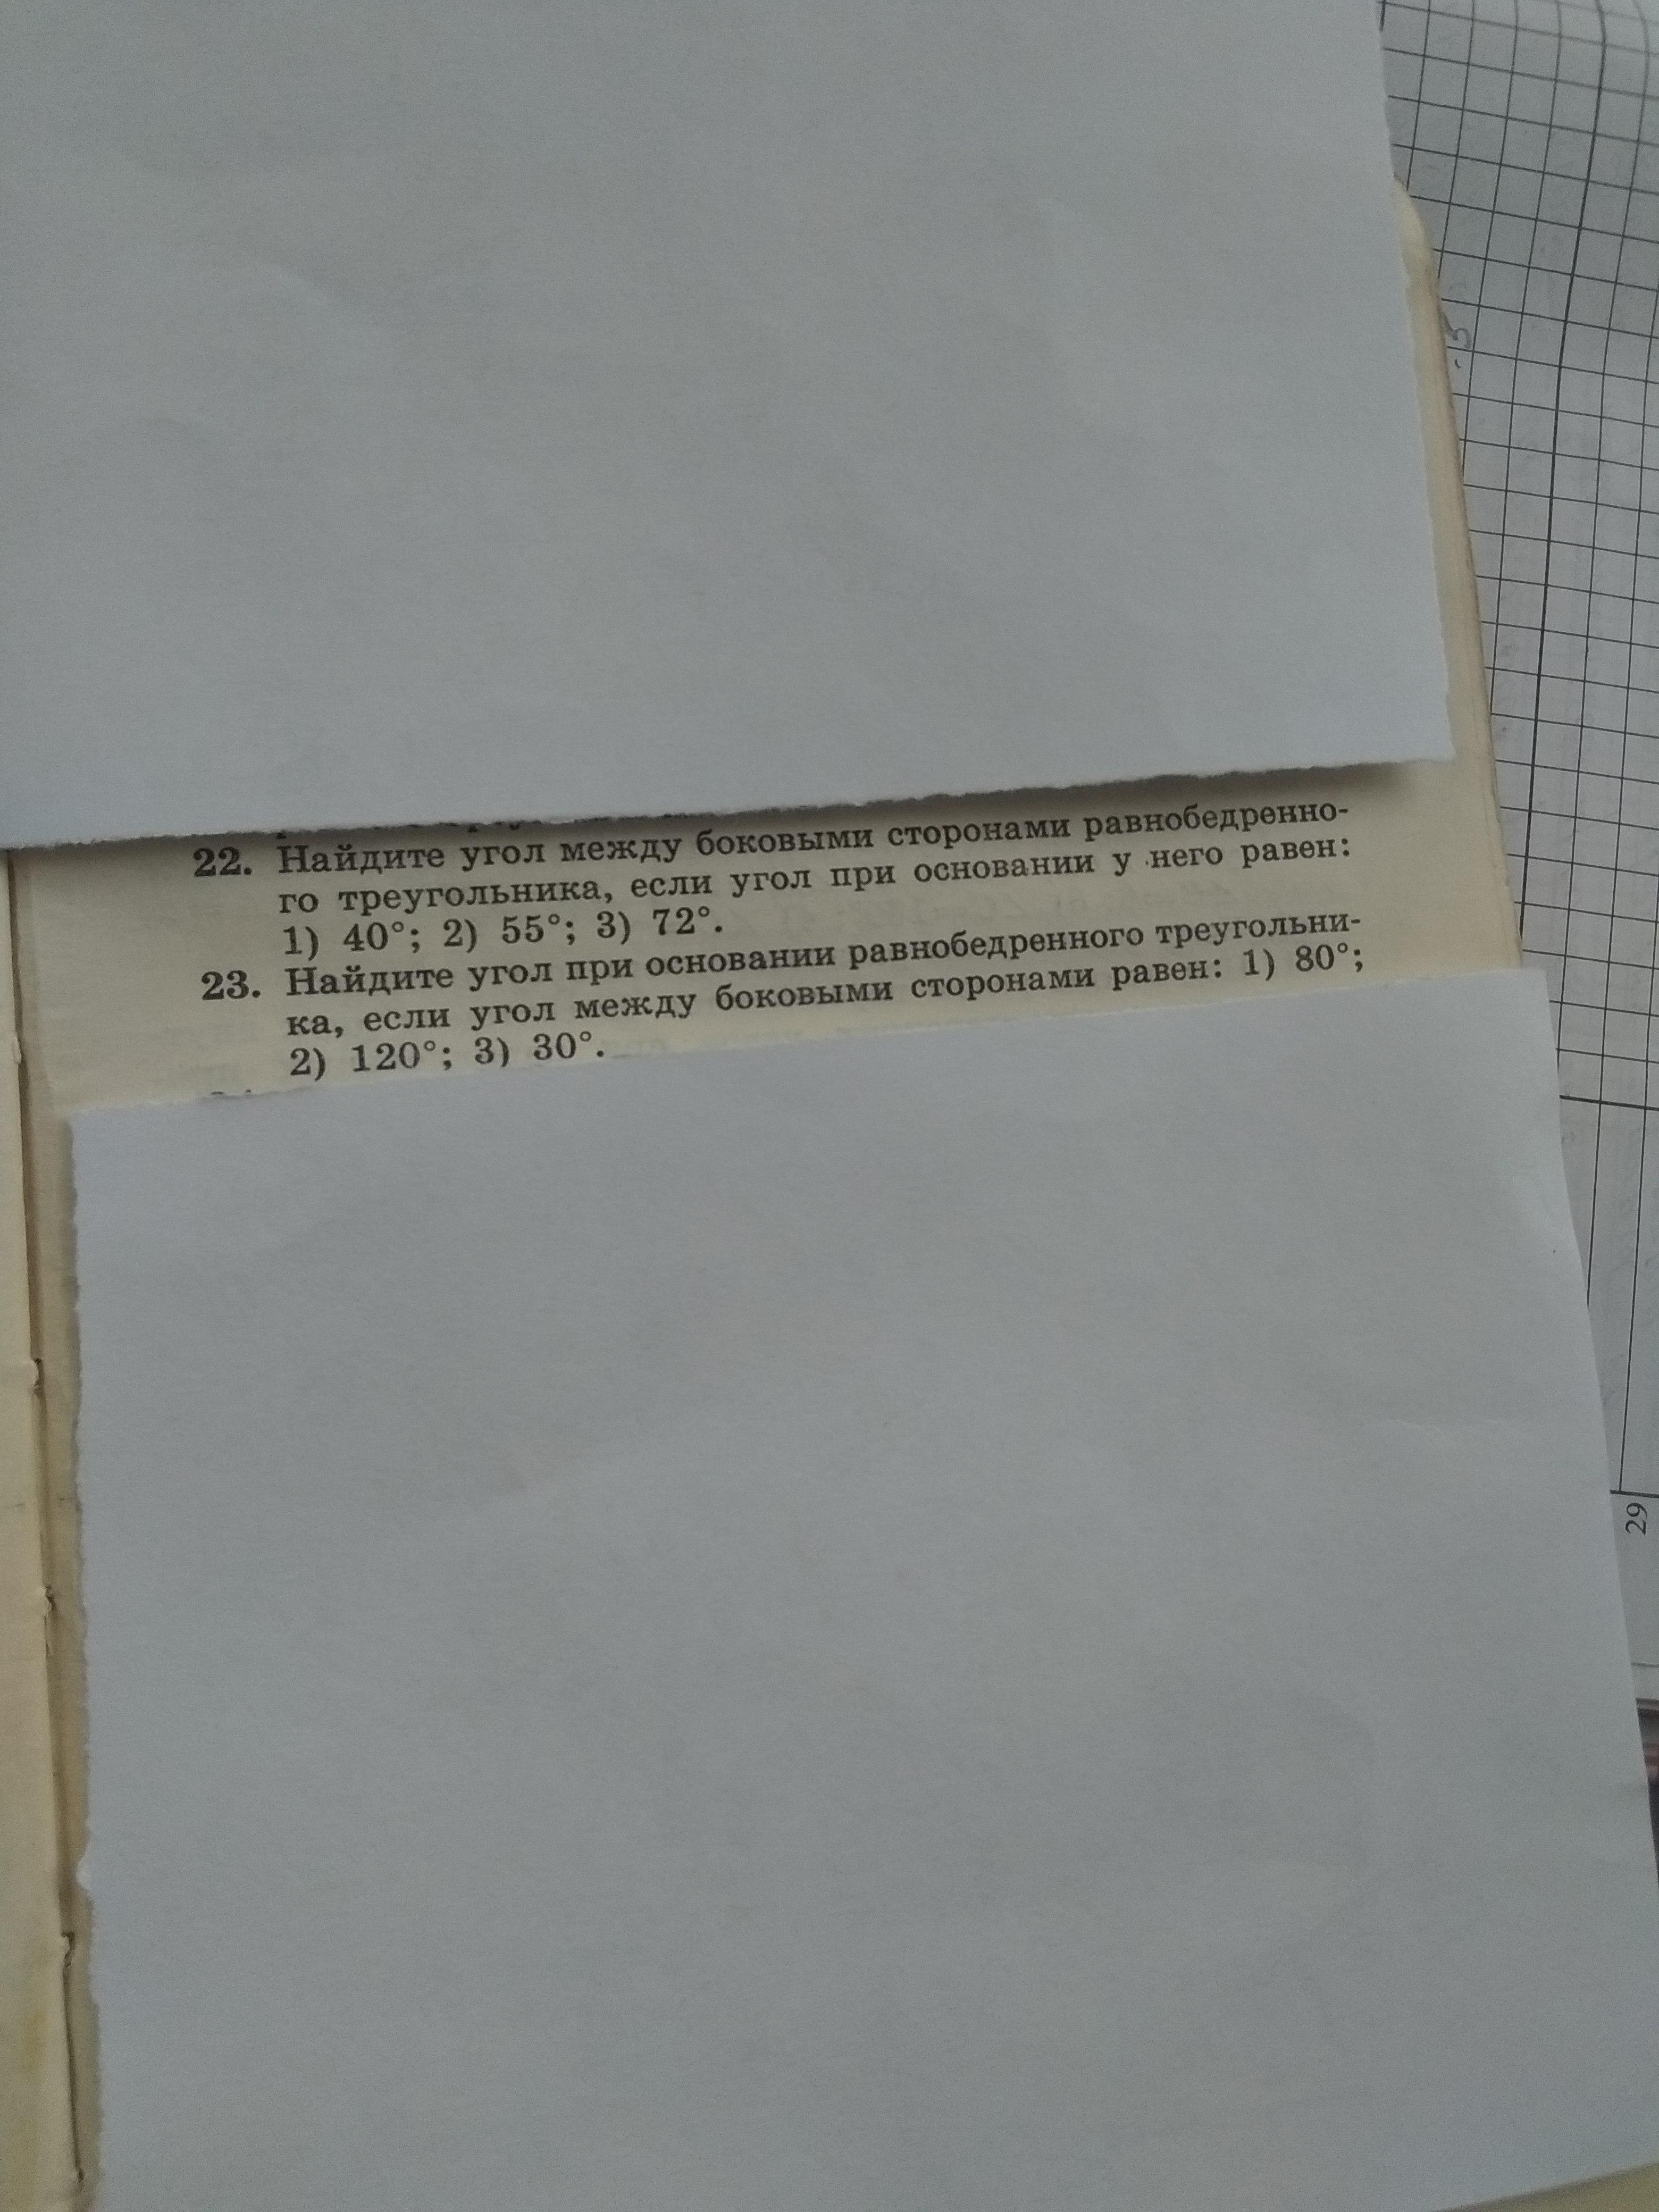 22. Найдите угол между боковыми сторонами равнобедренно-
го треугольника, если угол при основании у него равен:
1) 40°; 2) 55°; 3) 72°.
23. Найдите угол при основании равнобедренного треугольни-
ка, если угол между боковыми сторонами равен: 1) 80°;
2) 120°; 3) 30°.
29